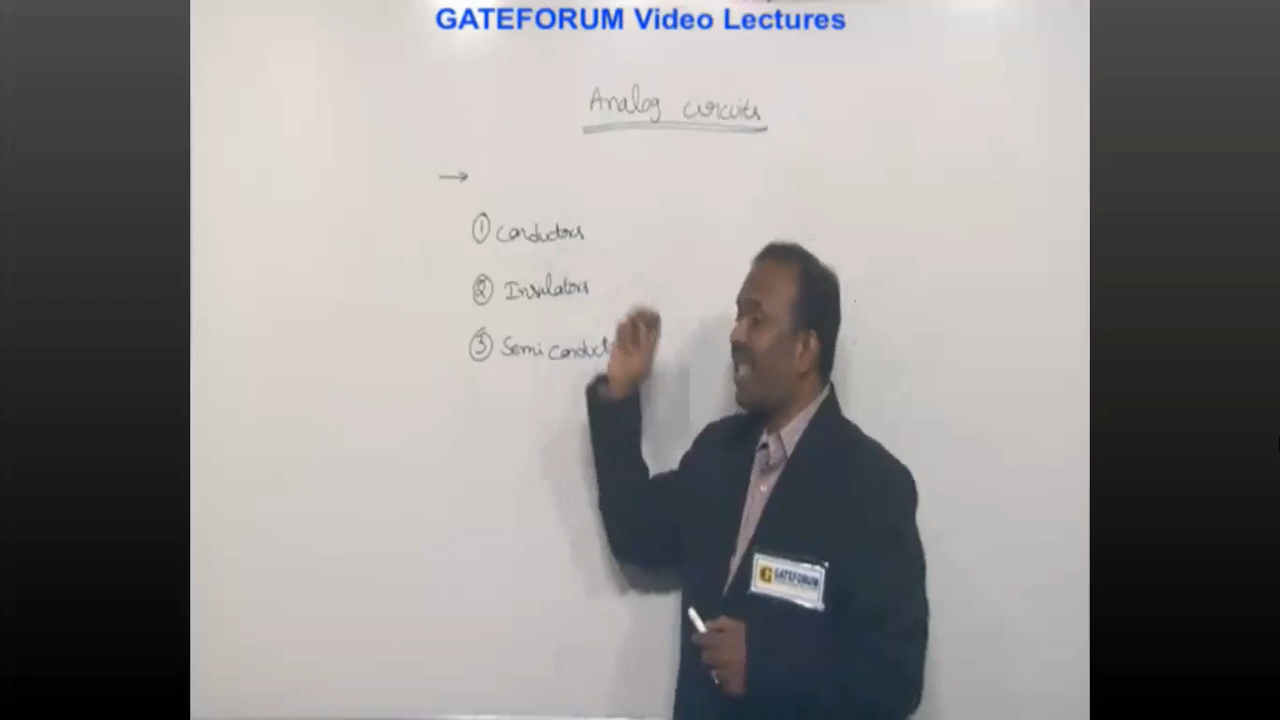 GATEFORUM Video Lectures
Analog circuits
→
① Conductors
② Insulators
③ Semi conduct
GATEFORUM